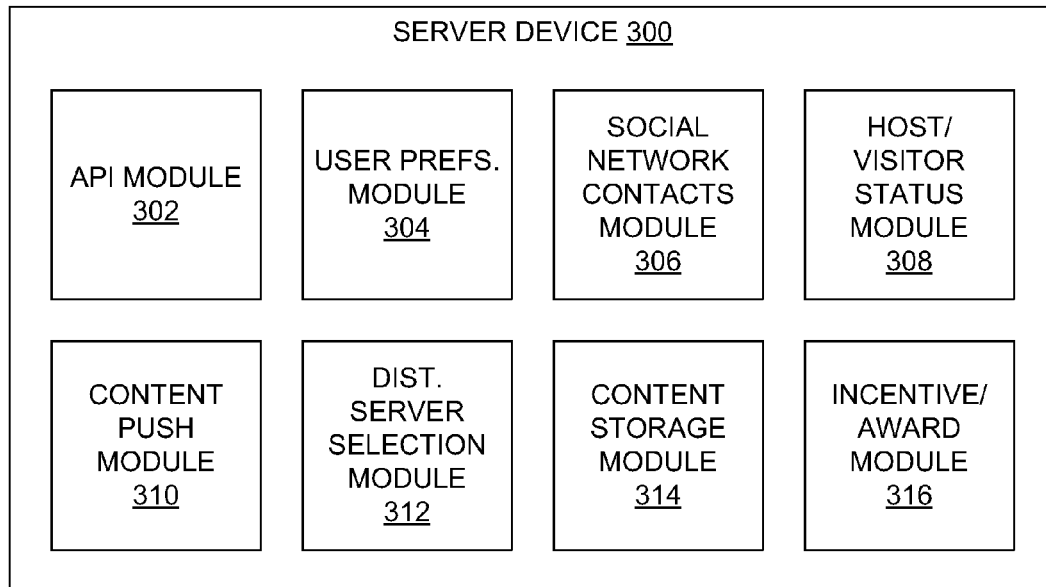 SERVER DEVICE 300
API MODULE
302
USER PREFS.
MODULE
304
SOCIAL
NETWORK
CONTACTS
MODULE
306
HOST/
VISITOR
STATUS
MODULE
308
CONTENT
PUSH
MODULE
310
DIST.
SERVER
SELECTION
MODULE
312
CONTENT
STORAGE
MODULE
314
INCENTIVE/
AWARD
MODULE
316